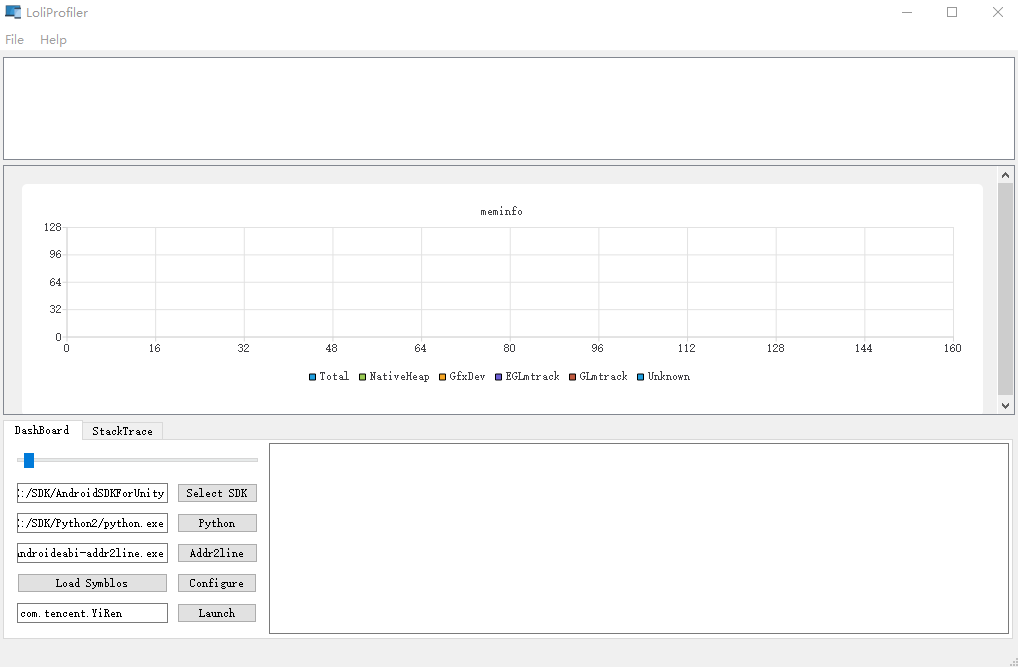 LoliProfiler
File Help
meminfo
128
96
64
32
0
0 16 32 48 64 80 96 112 128 144 160
Total NativeHeap GfxDev EGLmtrack GLmtrack Unknown
DashBoard StackTrace
:/SDK/AndroidSDKForUnity Select SDK
:/SDK/Python2/python.exe Python
androideabi-addr2line.exe Addr2line
Load Symblos Configure
com.tencent.YiRen Launch